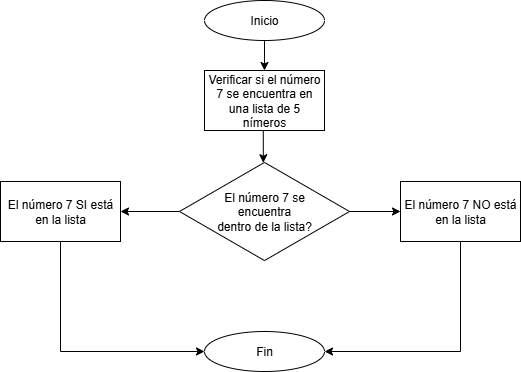 Inicio
Verificar si el número
7 se encuentra en
una lista de 5
nímeros
El número 7 se
encuentra
dentro de la lista?
El número 7 SI está
en la lista
El número 7 NO está
en la lista
Fin